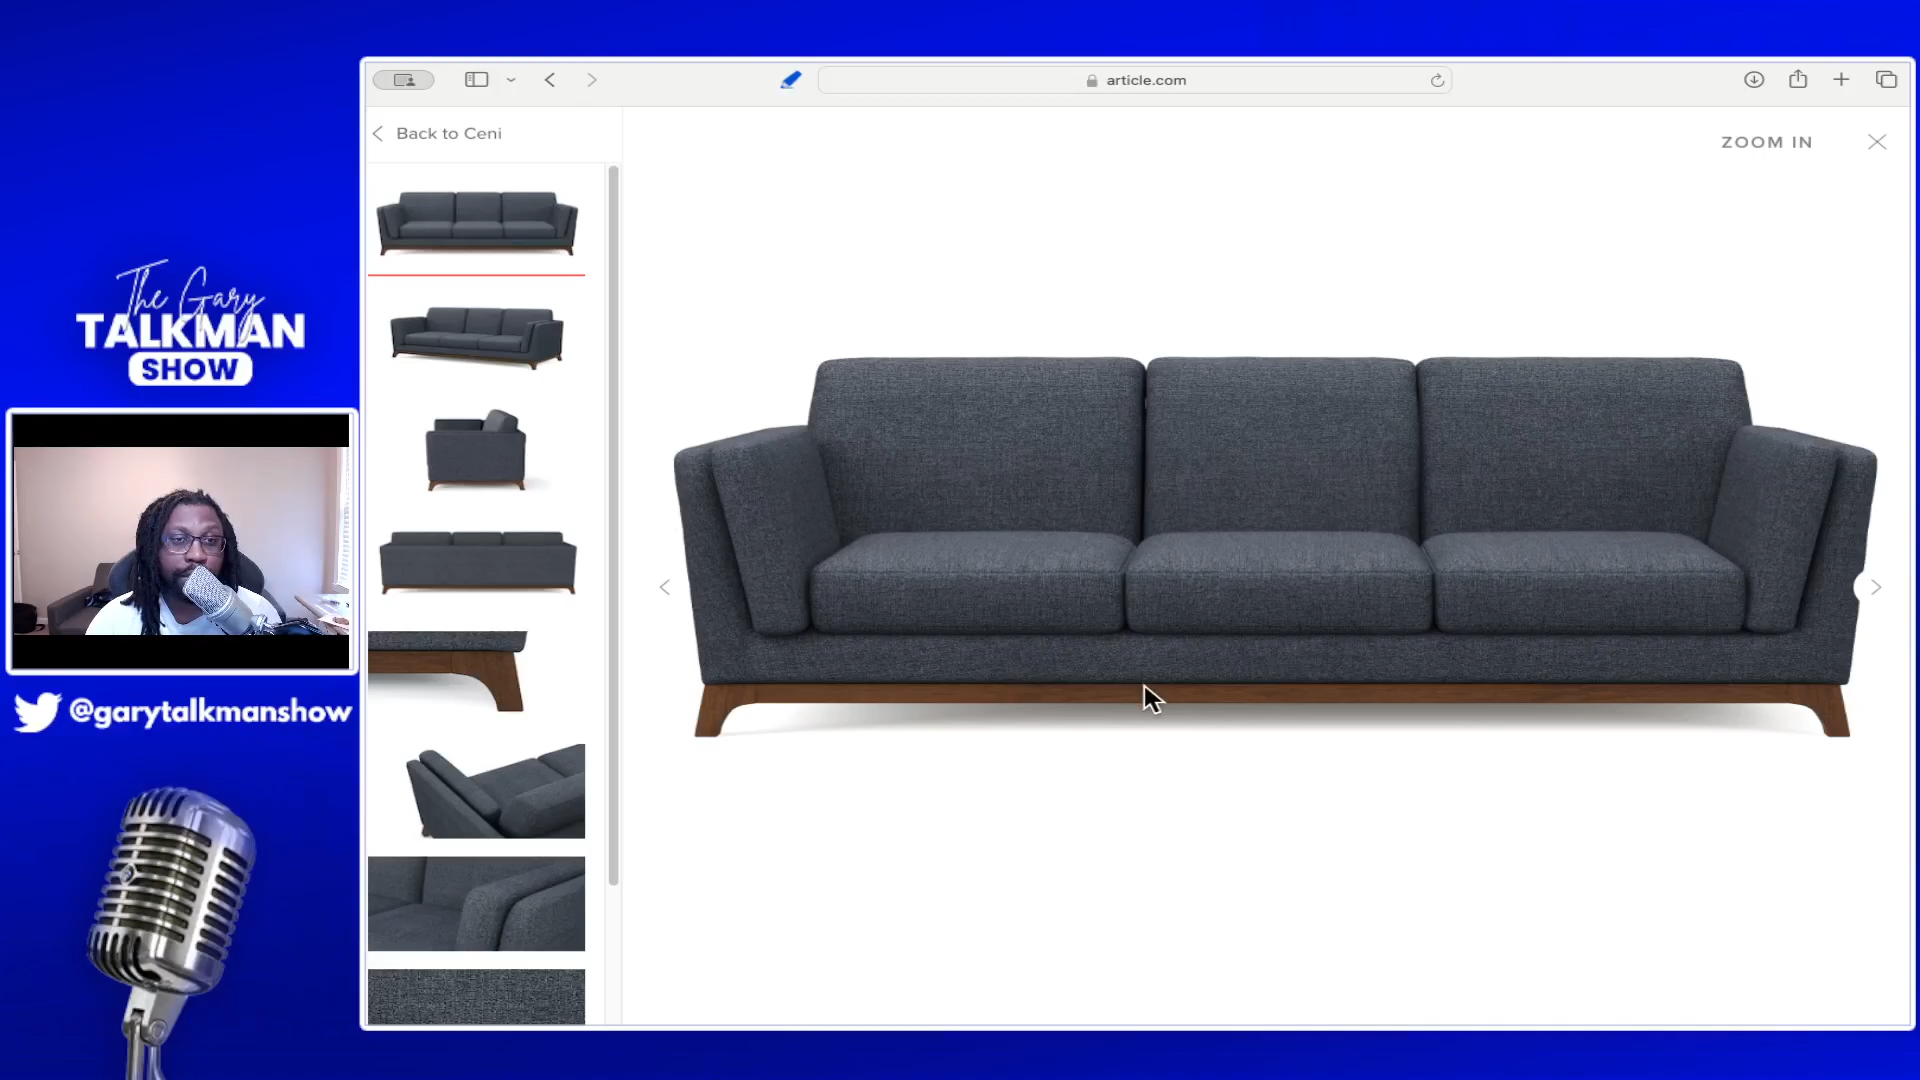 article.com
Back to Ceni
ZOOM IN
The Gary
TALKMAN
SHOW
@garytalkmanshow